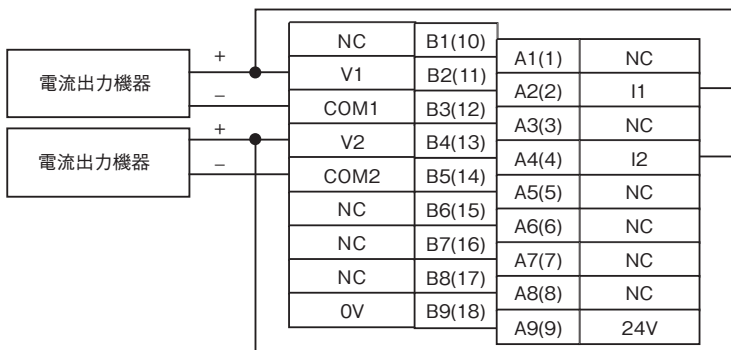 電流出力機器
+
−
電流出力機器
+
−
NC B1(10)
V1 B2(11)
COM1 B3(12)
V2 B4(13)
COM2 B5(14)
NC B6(15)
NC B7(16)
NC B8(17)
0V B9(18)
A1(1) NC
A2(2) I1
A3(3) NC
A4(4) I2
A5(5) NC
A6(6) NC
A7(7) NC
A8(8) NC
A9(9) 24V